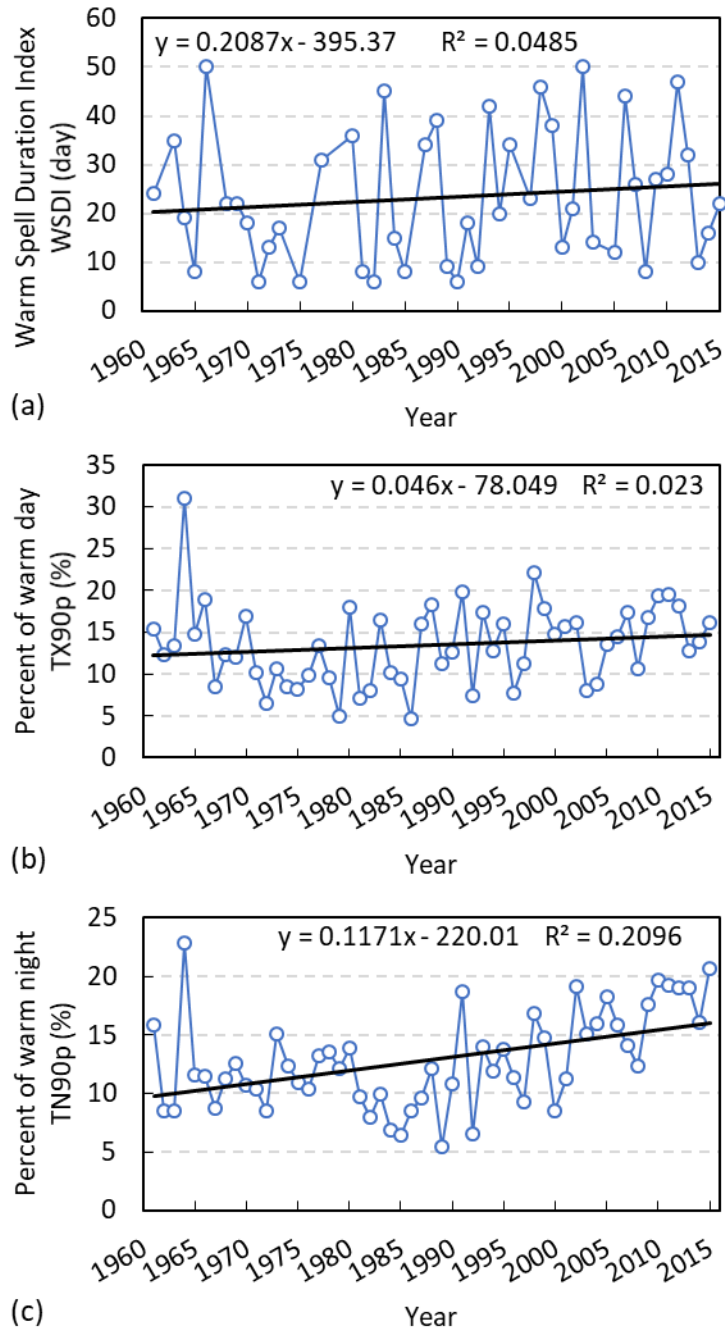 y = 0.2087x - 395.37 R² = 0.0485
Warm Spell Duration Index
WSDI (day)
60
50
40
30
20
10
0
1960 1965 1970 1975 1980 1985 1990 1995 2000 2005 2010 2015
(a)
Year
y = 0.046x - 78.049 R² = 0.023
Percent of warm day
TX90p (%)
35
30
25
20
15
10
5
0
1960 1965 1970 1975 1980 1985 1990 1995 2000 2005 2010 2015
(b)
Year
y = 0.1171x - 220.01 R² = 0.2096
Percent of warm night
TN90p (%)
25
20
15
10
5
0
1960 1965 1970 1975 1980 1985 1990 1995 2000 2005 2010 2015
(c)
Year